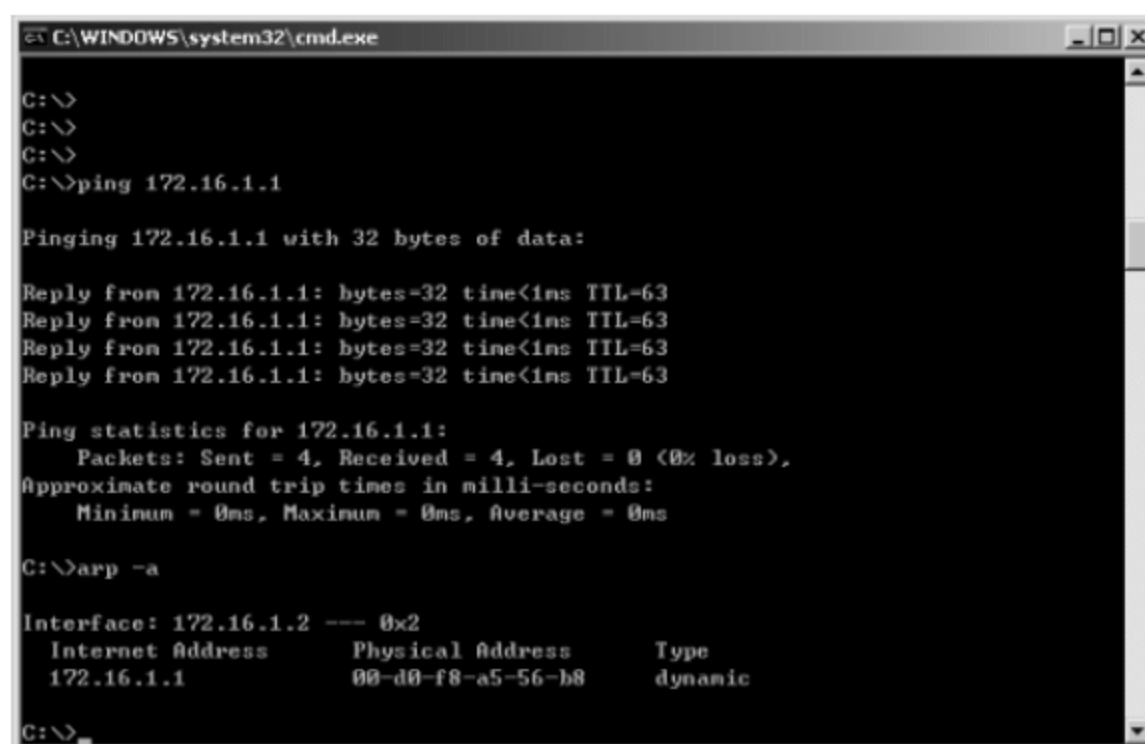 C:\WINDOWS\system32\cmd.exe
C:\>
C:\>
C:\>
C:\>ping 172.16.1.1
Pinging 172.16.1.1 with 32 bytes of data:
Reply from 172.16.1.1: bytes=32 time<1ms TTL=63
Reply from 172.16.1.1: bytes=32 time<1ms TTL=63
Reply from 172.16.1.1: bytes=32 time<1ms TTL=63
Reply from 172.16.1.1: bytes=32 time<1ms TTL=63
Ping statistics for 172.16.1.1:
    Packets: Sent = 4, Received = 4, Lost = 0 (0% loss),
Approximate round trip times in milli-seconds:
    Minimum = 0ms, Maximum = 0ms, Average = 0ms
C:\>arp -a
Interface: 172.16.1.2 --- 0x2
  Internet Address      Physical Address      Type
  172.16.1.1            00-d0-f8-a5-56-b8     dynamic
C:\>_